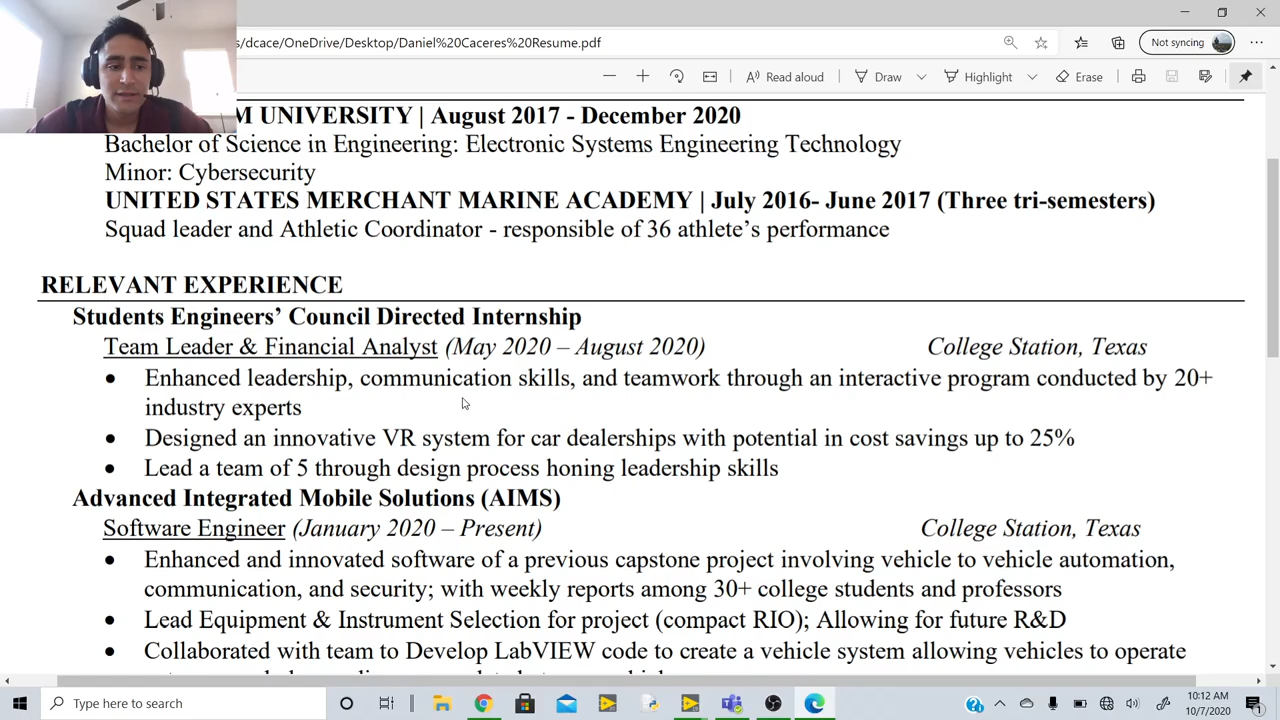 s/dcace/OneDrive/Desktop/Daniel%20Caceres%20Resume.pdf
Not syncing
Read aloud
Draw
Highlight
Erase
M UNIVERSITY | August 2017 - December 2020
Bachelor of Science in Engineering: Electronic Systems Engineering Technology
Minor: Cybersecurity
UNITED STATES MERCHANT MARINE ACADEMY | July 2016- June 2017 (Three tri-semesters)
Squad leader and Athletic Coordinator - responsible of 36 athlete’s performance
RELEVANT EXPERIENCE
Students Engineers’ Council Directed Internship
Team Leader & Financial Analyst (May 2020 – August 2020) College Station, Texas
• Enhanced leadership, communication skills, and teamwork through an interactive program conducted by 20+
industry experts
• Designed an innovative VR system for car dealerships with potential in cost savings up to 25%
• Lead a team of 5 through design process honing leadership skills
Advanced Integrated Mobile Solutions (AIMS)
Software Engineer (January 2020 – Present) College Station, Texas
• Enhanced and innovated software of a previous capstone project involving vehicle to vehicle automation,
communication, and security; with weekly reports among 30+ college students and professors
• Lead Equipment & Instrument Selection for project (compact RIO); Allowing for future R&D
• Collaborated with team to Develop LabVIEW code to create a vehicle system allowing vehicles to operate
Type here to search
10:12 AM
10/7/2020